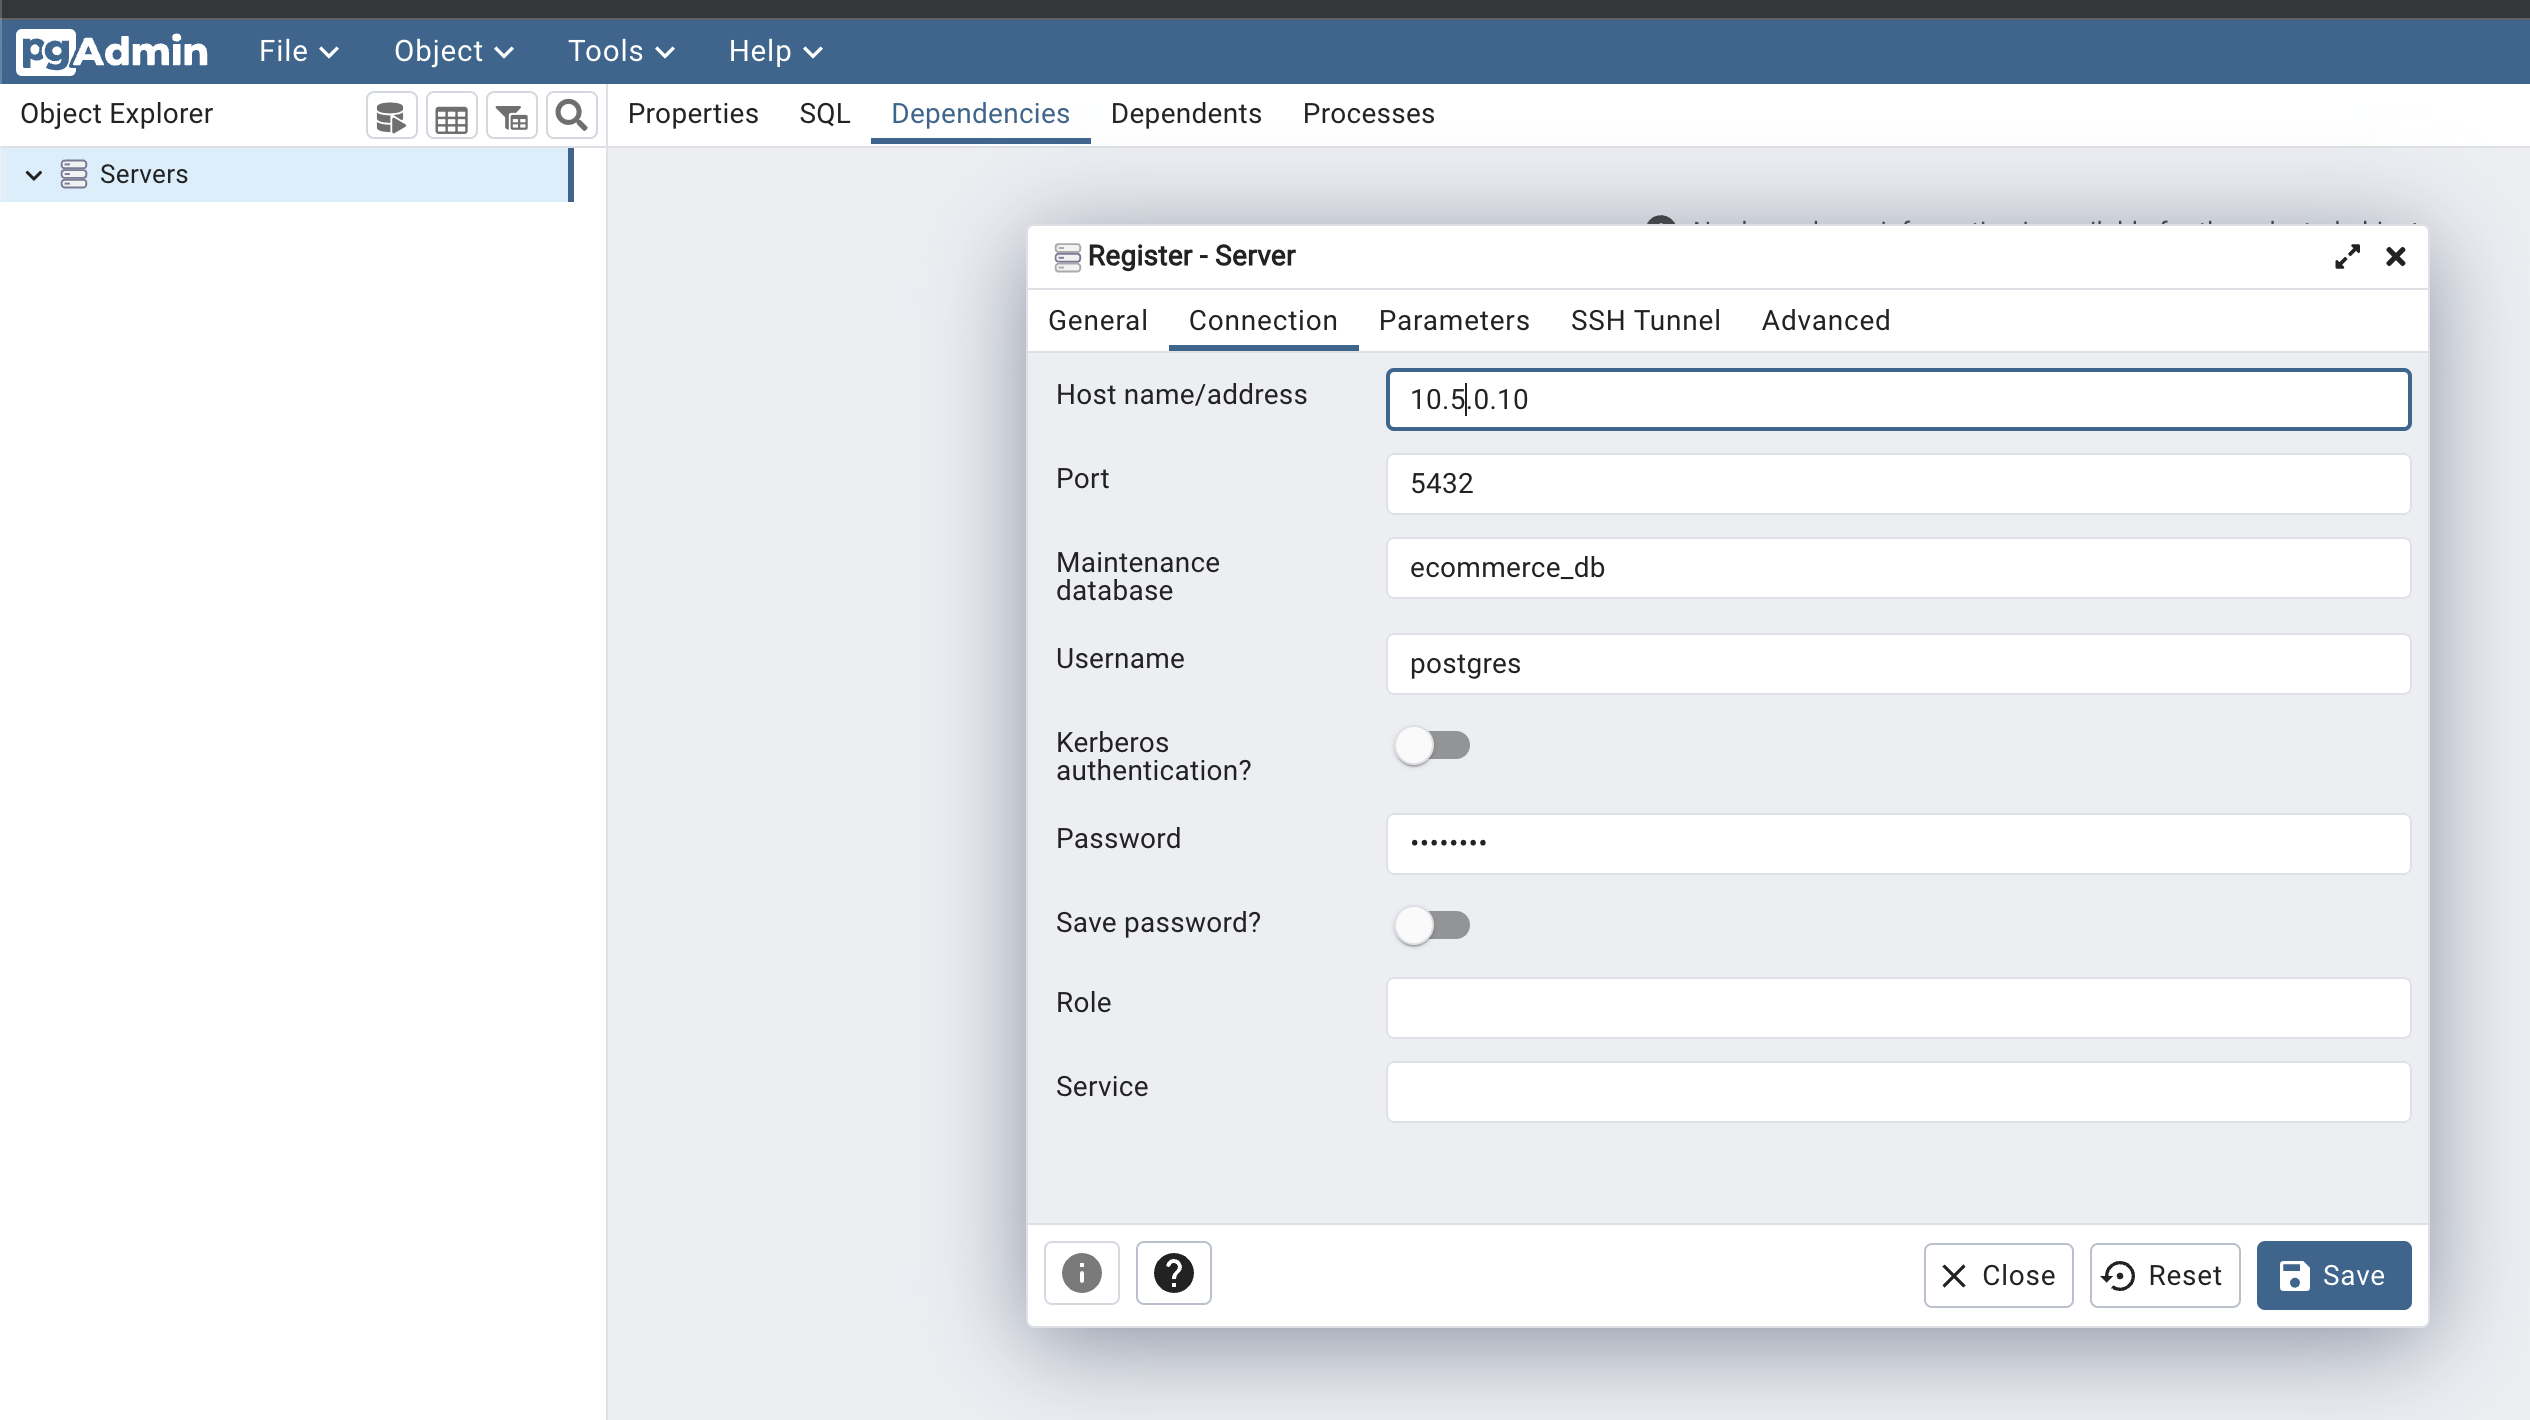 pgAdmin File Object Tools Help
Object Explorer
Properties SQL Dependencies Dependents Processes
Servers
Register - Server
General Connection Parameters SSH Tunnel Advanced
Host name/address 10.5.0.10
Port 5432
Maintenance
database
ecommerce_db
Username postgres
Kerberos
authentication?
Password ••••••••
Save password?
Role
Service
Close Reset Save